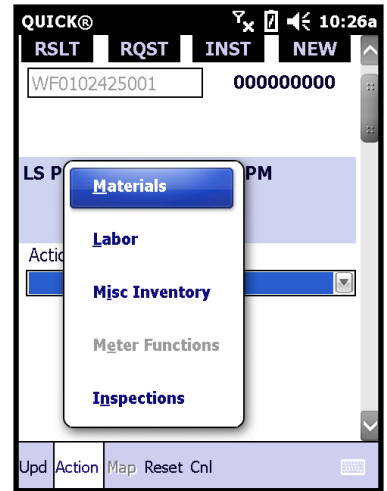 QUICK® 10:26a
RSLT RQST INST NEW
WF0102425001 000000000
LS P PM
Materials
Labor
Actio
Misc Inventory
Meter Functions
Inspections
Upd Action Map Reset Cnl